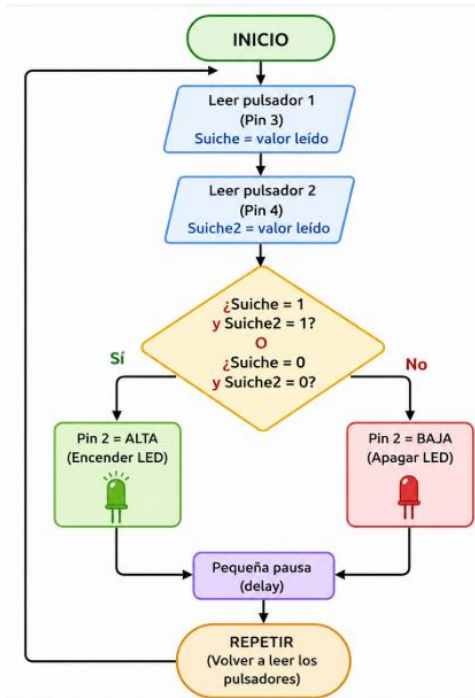 INICIO
Leer pulsador 1
(Pin 3)
Suiche = valor leído
Leer pulsador 2
(Pin 4)
Suiche2 = valor leído
¿Suiche = 1
y Suiche2 = 1?
O
¿Suiche = 0
y Suiche2 = 0?
Sí
No
Pin 2 = ALTA
(Encender LED)
Pin 2 = BAJA
(Apagar LED)
Pequeña pausa
(delay)
REPETIR
(Volver a leer los
pulsadores)